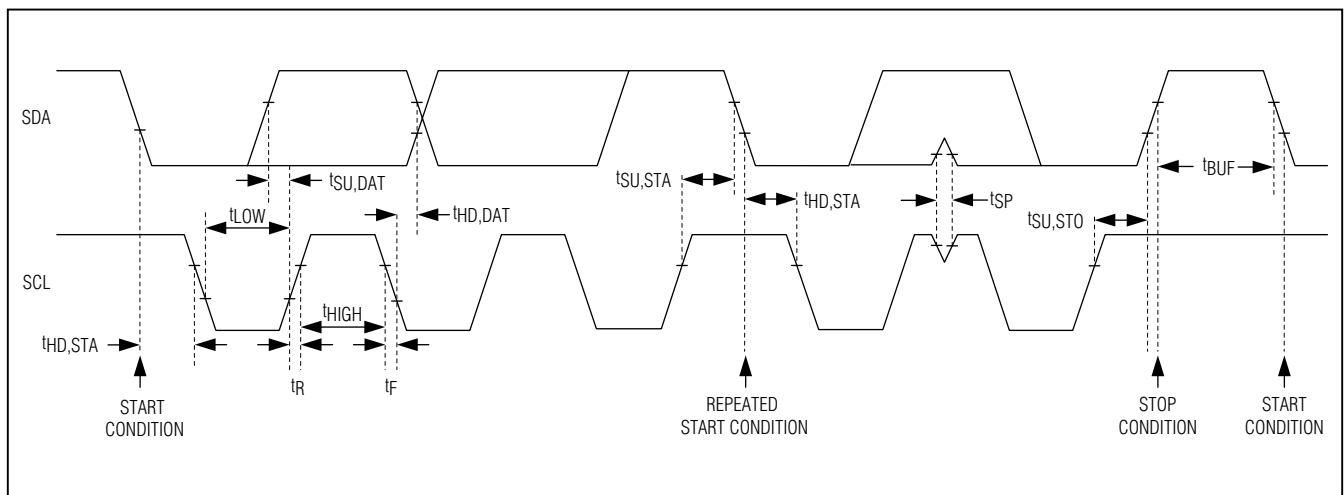 SDA
tBUF
tSU,STA
tSU,DAT
tHD,STA
tSP
tLOW
tHD,DAT
tSU,STO
SCL
tHIGH
tHD,STA
tR
tF
START
CONDITION
REPEATED
START CONDITION
STOP
CONDITION
START
CONDITION